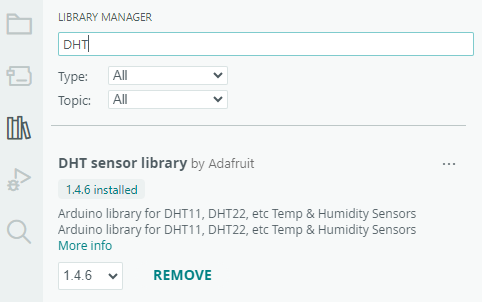 LIBRARY MANAGER
DHT
Type: All
Topic: All
DHT sensor library by Adafruit
1.4.6 installed
Arduino library for DHT11, DHT22, etc Temp & Humidity Sensors
Arduino library for DHT11, DHT22, etc Temp & Humidity Sensors
More info
1.4.6 REMOVE